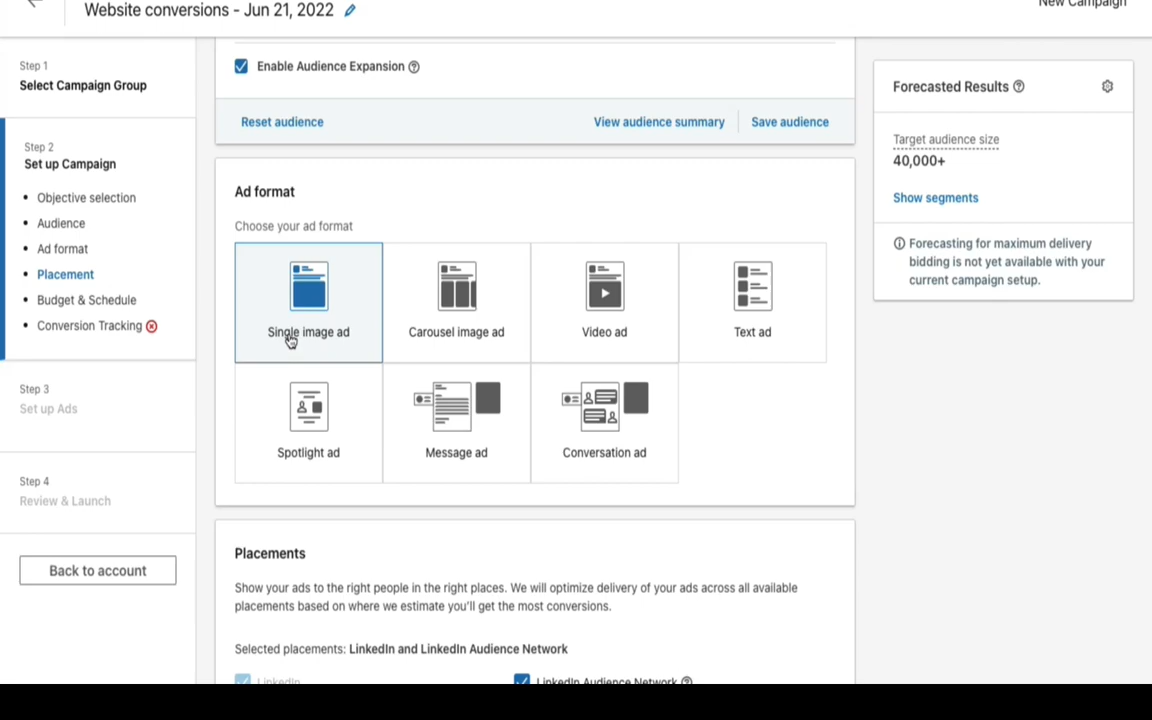 Website conversions - Jun 21, 2022
New Campaign
Step 1
Select Campaign Group
Step 2
Set up Campaign
Objective selection
Audience
Ad format
Placement
Budget & Schedule
Conversion Tracking
Step 3
Set up Ads
Step 4
Review & Launch
Back to account
Enable Audience Expansion
Reset audience
View audience summary
Save audience
Ad format
Choose your ad format
Single image ad
Carousel image ad
Video ad
Text ad
Spotlight ad
Message ad
Conversation ad
Placements
Show your ads to the right people in the right places. We will optimize delivery of your ads across all available
placements based on where we estimate you'll get the most conversions.
Selected placements: LinkedIn and LinkedIn Audience Network
LinkedIn
LinkedIn Audience Network
Forecasted Results
Target audience size
40,000+
Show segments
Forecasting for maximum delivery
bidding is not yet available with your
current campaign setup.